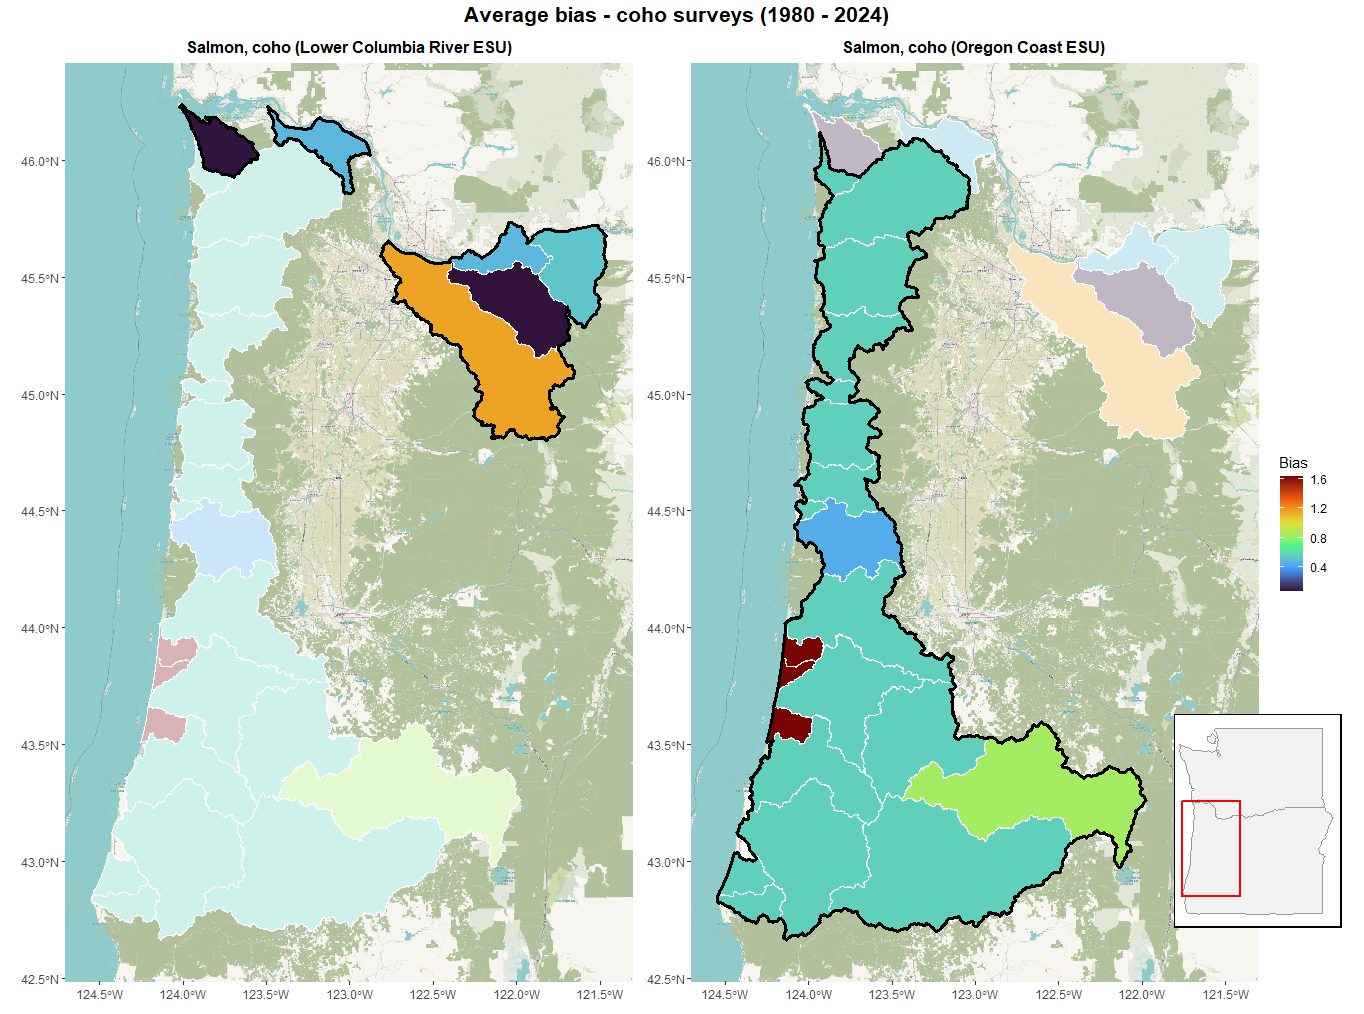 Average bias - coho surveys (1980 - 2024)
Salmon, coho (Lower Columbia River ESU)
Salmon, coho (Oregon Coast ESU)
46.0°N
45.5°N
45.0°N
44.5°N
44.0°N
43.5°N
43.0°N
42.5°N
124.5°W 124.0°W 123.5°W 123.0°W 122.5°W 122.0°W 121.5°W
46.0°N
45.5°N
45.0°N
44.5°N
44.0°N
43.5°N
43.0°N
42.5°N
124.5°W 124.0°W 123.5°W 123.0°W 122.5°W 122.0°W 121.5°W
Bias
1.6
1.2
0.8
0.4